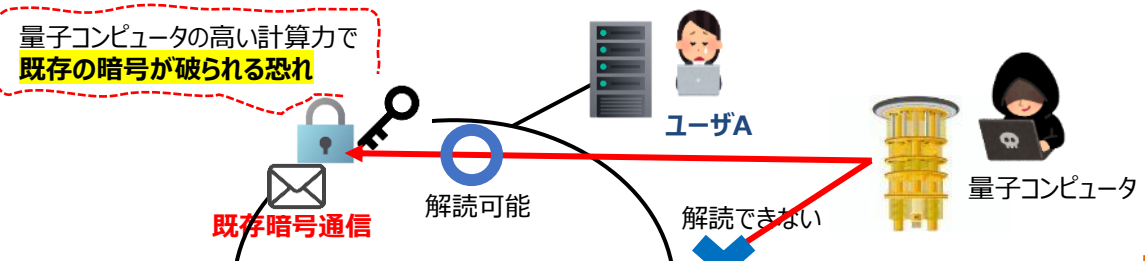 量子コンピュータの高い計算力で
既存の暗号が破られる恐れ
ユーザA
量子コンピュータ
解読可能
解読できない
既存暗号通信